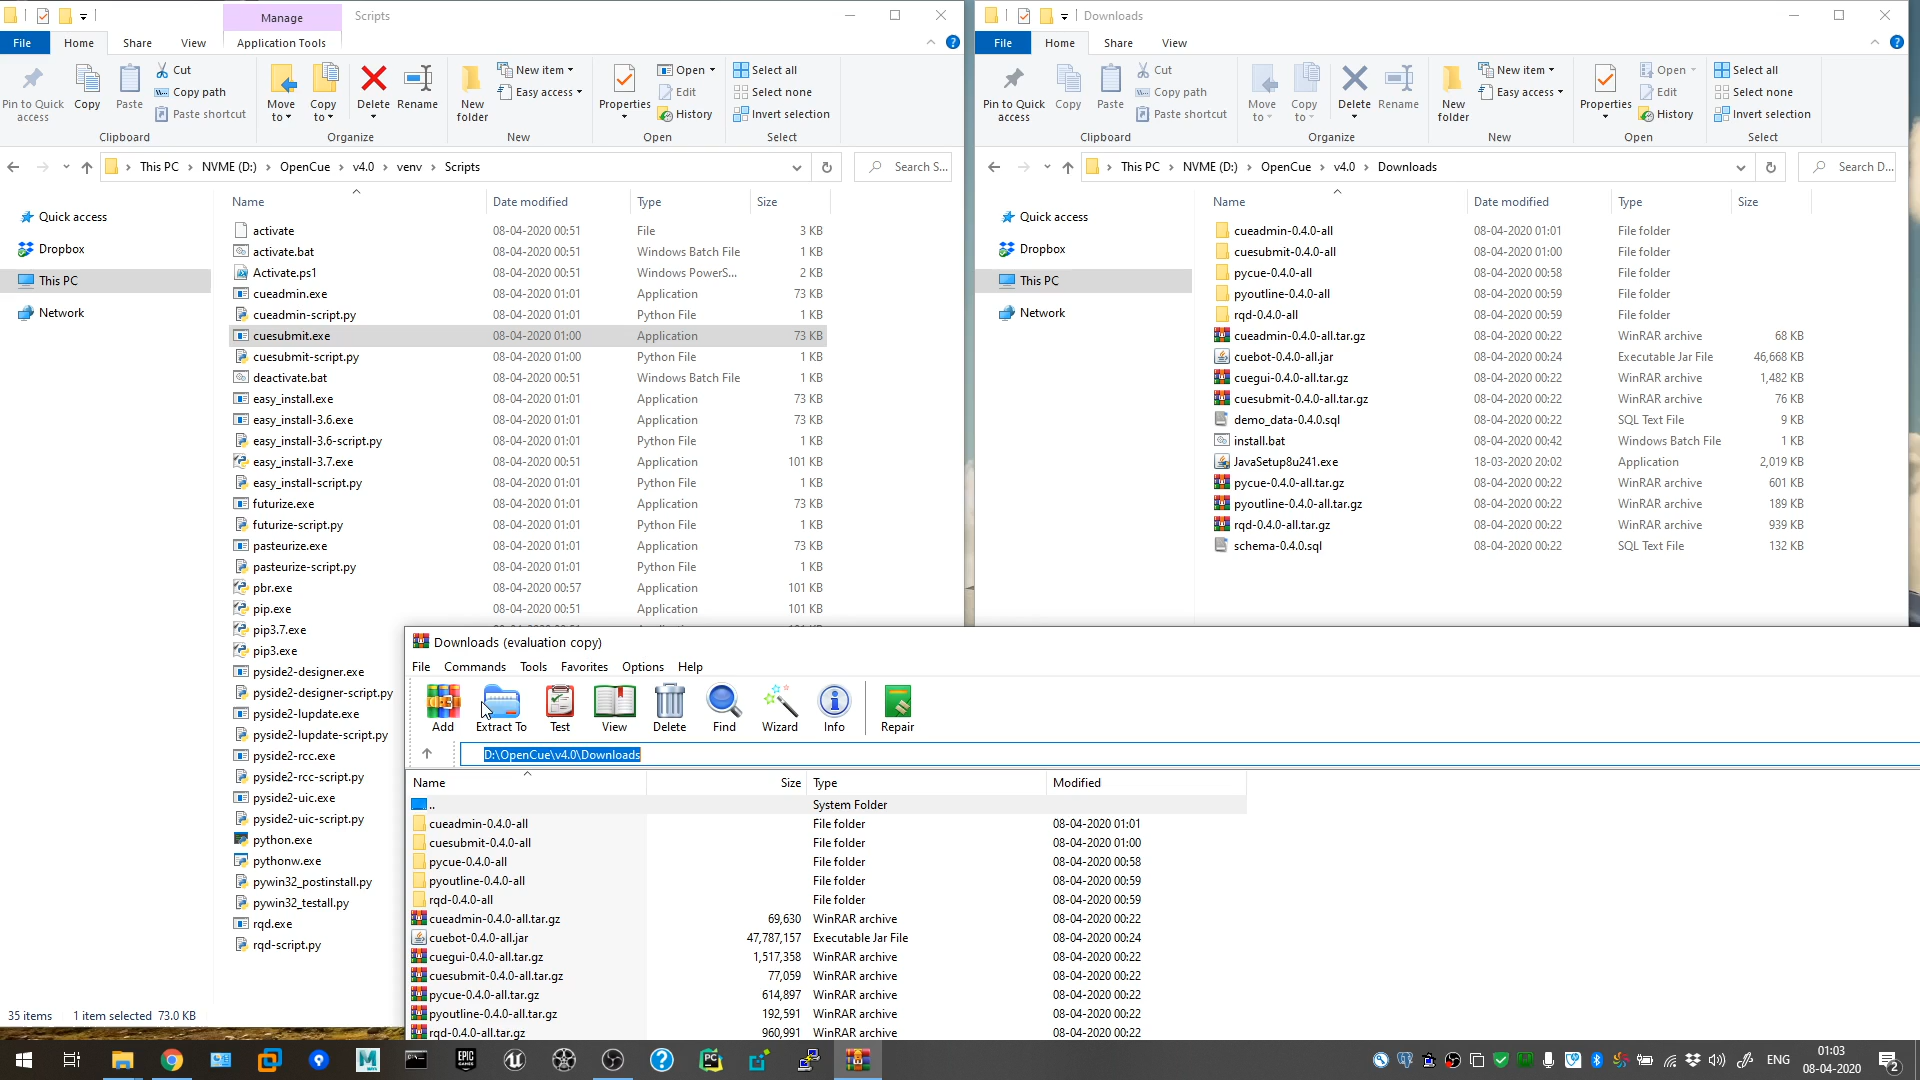 Manage
Scripts
File
Home
Share
View
Application Tools
Pin to Quick access
Copy
Paste
Cut
Copy path
Paste shortcut
Clipboard
Move to
Copy to
Delete
Rename
Organize
New folder
New item
Easy access
New
Properties
Open
Edit
History
Open
Select all
Select none
Invert selection
Select
This PC
NVME (D:)
OpenCue
v4.0
venv
Scripts
Search S...
Quick access
Dropbox
This PC
Network
Name Date modified Type Size
activate 08-04-2020 00:51 File 3 KB
activate.bat 08-04-2020 00:51 Windows Batch File 1 KB
Activate.ps1 08-04-2020 00:51 Windows PowerS... 2 KB
cueadmin.exe 08-04-2020 01:01 Application 73 KB
cueadmin-script.py 08-04-2020 01:01 Python File 1 KB
cuesubmit.exe 08-04-2020 01:00 Application 73 KB
cuesubmit-script.py 08-04-2020 01:00 Python File 1 KB
deactivate.bat 08-04-2020 00:51 Windows Batch File 1 KB
easy_install.exe 08-04-2020 01:01 Application 73 KB
easy_install-3.6.exe 08-04-2020 01:01 Application 73 KB
easy_install-3.6-script.py 08-04-2020 01:01 Python File 1 KB
easy_install-3.7.exe 08-04-2020 00:51 Application 101 KB
easy_install-script.py 08-04-2020 01:01 Python File 1 KB
futurize.exe 08-04-2020 01:01 Application 73 KB
futurize-script.py 08-04-2020 01:01 Python File 1 KB
pasteurize.exe 08-04-2020 01:01 Application 73 KB
pasteurize-script.py 08-04-2020 01:01 Python File 1 KB
pbr.exe 08-04-2020 00:57 Application 101 KB
pip.exe 08-04-2020 00:51 Application 101 KB
pip3.7.exe
pip3.exe
pyside2-designer.exe
pyside2-designer-script.py
pyside2-lupdate.exe
pyside2-lupdate-script.py
pyside2-rcc.exe
pyside2-rcc-script.py
pyside2-uic.exe
pyside2-uic-script.py
python.exe
pythonw.exe
pywin32_postinstall.py
pywin32_testall.py
rqd.exe
rqd-script.py
35 items 1 item selected 73.0 KB
Downloads
File
Home
Share
View
Pin to Quick access
Copy
Paste
Cut
Copy path
Paste shortcut
Clipboard
Move to
Copy to
Delete
Rename
Organize
New folder
New item
Easy access
New
Properties
Open
Edit
History
Open
Select all
Select none
Invert selection
Select
This PC
NVME (D:)
OpenCue
v4.0
Downloads
Search D...
Quick access
Dropbox
This PC
Network
Name Date modified Type Size
cueadmin-0.4.0-all 08-04-2020 01:01 File folder
cuesubmit-0.4.0-all 08-04-2020 01:00 File folder
pycue-0.4.0-all 08-04-2020 00:58 File folder
pyoutline-0.4.0-all 08-04-2020 00:59 File folder
rqd-0.4.0-all 08-04-2020 00:59 File folder
cueadmin-0.4.0-all.tar.gz 08-04-2020 00:22 WinRAR archive 68 KB
cuebot-0.4.0-all.jar 08-04-2020 00:24 Executable Jar File 46,668 KB
cuegui-0.4.0-all.tar.gz 08-04-2020 00:22 WinRAR archive 1,482 KB
cuesubmit-0.4.0-all.tar.gz 08-04-2020 00:22 WinRAR archive 76 KB
demo_data-0.4.0.sql 08-04-2020 00:22 SQL Text File 9 KB
install.bat 08-04-2020 00:42 Windows Batch File 1 KB
JavaSetup8u241.exe 18-03-2020 20:02 Application 2,019 KB
pycue-0.4.0-all.tar.gz 08-04-2020 00:22 WinRAR archive 601 KB
pyoutline-0.4.0-all.tar.gz 08-04-2020 00:22 WinRAR archive 189 KB
rqd-0.4.0-all.tar.gz 08-04-2020 00:22 WinRAR archive 939 KB
schema-0.4.0.sql 08-04-2020 00:22 SQL Text File 132 KB
Downloads (evaluation copy)
File Commands Tools Favorites Options Help
Add Extract To Test View Delete Find Wizard Info Repair
D:\OpenCue\v4.0\Downloads
Name Size Type Modified
.. System Folder
cueadmin-0.4.0-all File folder 08-04-2020 01:01
cuesubmit-0.4.0-all File folder 08-04-2020 01:00
pycue-0.4.0-all File folder 08-04-2020 00:58
pyoutline-0.4.0-all File folder 08-04-2020 00:59
rqd-0.4.0-all File folder 08-04-2020 00:59
cueadmin-0.4.0-all.tar.gz 69,630 WinRAR archive 08-04-2020 00:22
cuebot-0.4.0-all.jar 47,787,157 Executable Jar File 08-04-2020 00:24
cuegui-0.4.0-all.tar.gz 1,517,358 WinRAR archive 08-04-2020 00:22
cuesubmit-0.4.0-all.tar.gz 77,059 WinRAR archive 08-04-2020 00:22
pycue-0.4.0-all.tar.gz 614,897 WinRAR archive 08-04-2020 00:22
pyoutline-0.4.0-all.tar.gz 192,591 WinRAR archive 08-04-2020 00:22
rqd-0.4.0-all.tar.gz 960,991 WinRAR archive 08-04-2020 00:22
EPIC GAMES
PC
ENG
01:03
08-04-2020
2